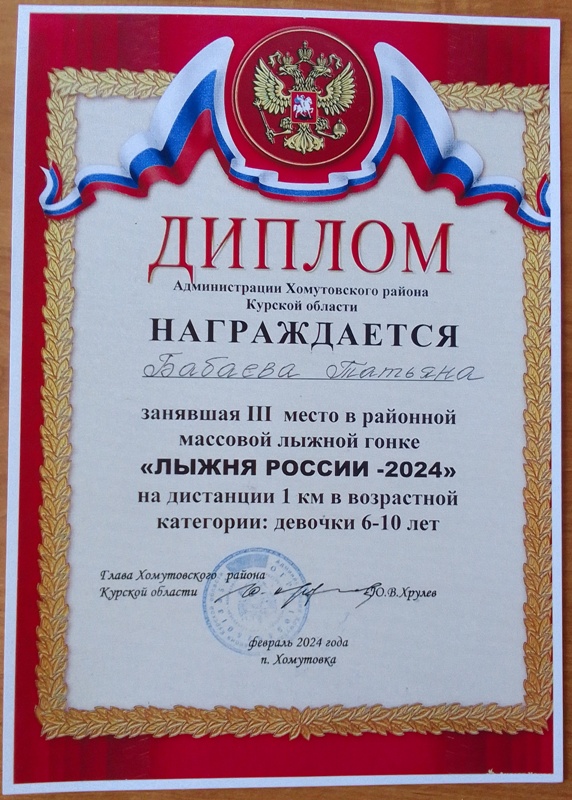 ДИПЛОМ
Администрации Хомутовского района
Курской области
НАГРАЖДАЕТСЯ
Бабаева Татьяна
занявшая III место в районной
массовой лыжной гонке
«ЛЫЖНЯ РОССИИ -2024»
на дистанции 1 км в возрастной
категории: девочки 6-10 лет
Глава Хомутовского района
Курской области Ю.В.Хрулев
февраль 2024 года
п. Хомутовка